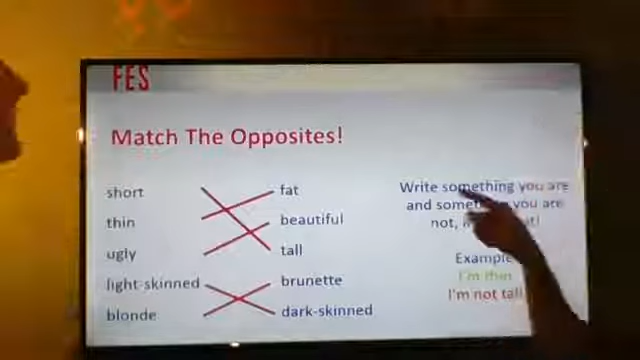 FES
Match The Opposites!
short
fat
thin
beautiful
ugly
tall
light-skinned
brunette
blonde
dark-skinned
Write something you are
and something you are
not,
Example
I'm thin
I'm not tall